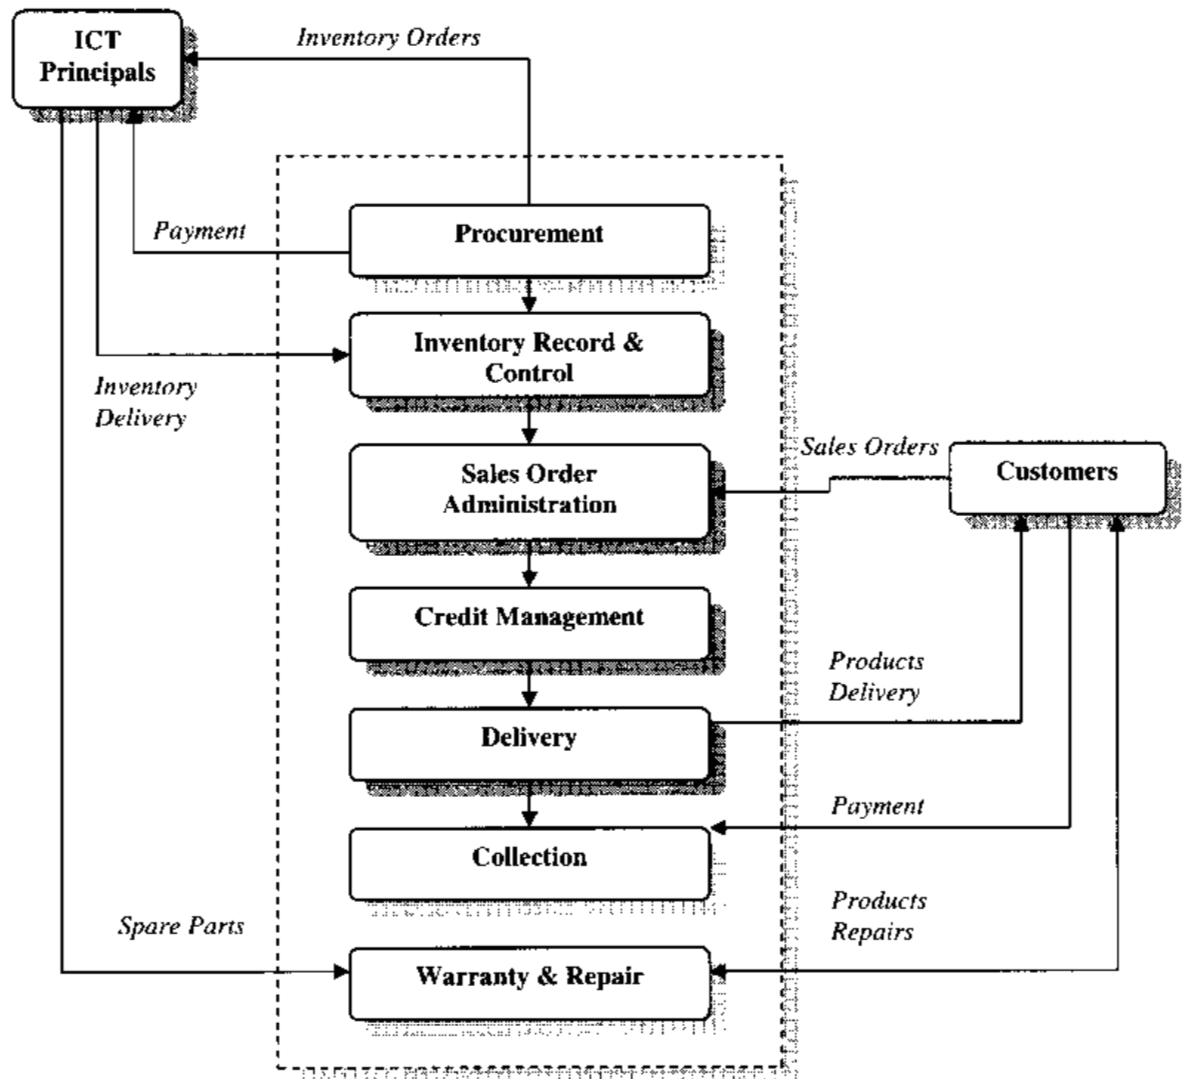 ICT
Principals
Inventory Orders
Payment
Procurement
Inventory Record &
Control
Inventory
Delivery
Sales Order
Administration
Sales Orders
Customers
Credit Management
Products
Delivery
Delivery
Payment
Collection
Products
Repairs
Spare Parts
Warranty & Repair